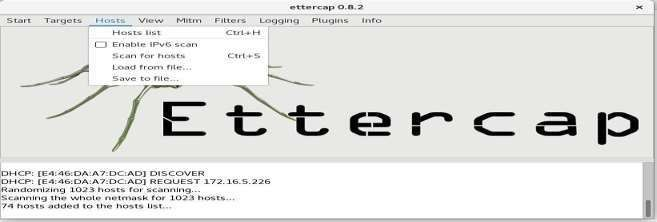 ettercap 0.8.2
Start Targets Hosts View Mitm Filters Logging Plugins Info
Hosts list Ctrl+H
Enable IPv6 scan
Scan for hosts Ctrl+S
Load from file...
Save to file...
Ettercap
DHCP: [E4:46:DA:A7:DC:AD] DISCOVER
DHCP: [E4:46:DA:A7:DC:AD] REQUEST 172.16.5.226
Randomizing 1023 hosts for scanning...
Scanning the whole netmask for 1023 hosts...
74 hosts added to the hosts list...